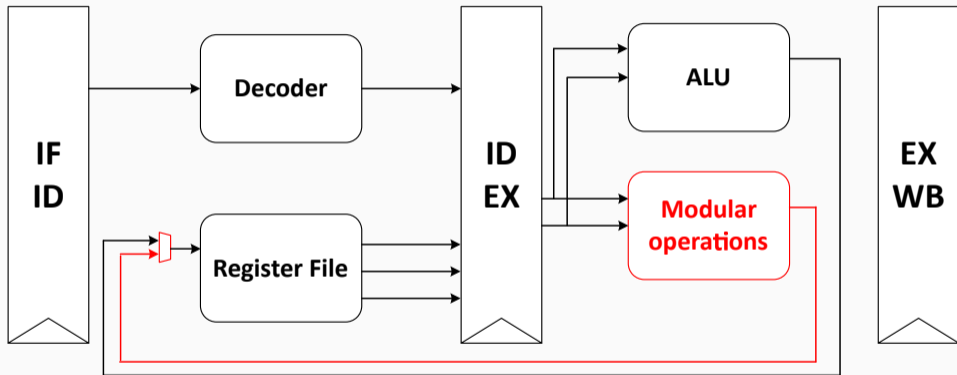 IF
ID
Decoder
Register File
ID
EX
ALU
Modular
operations
EX
WB